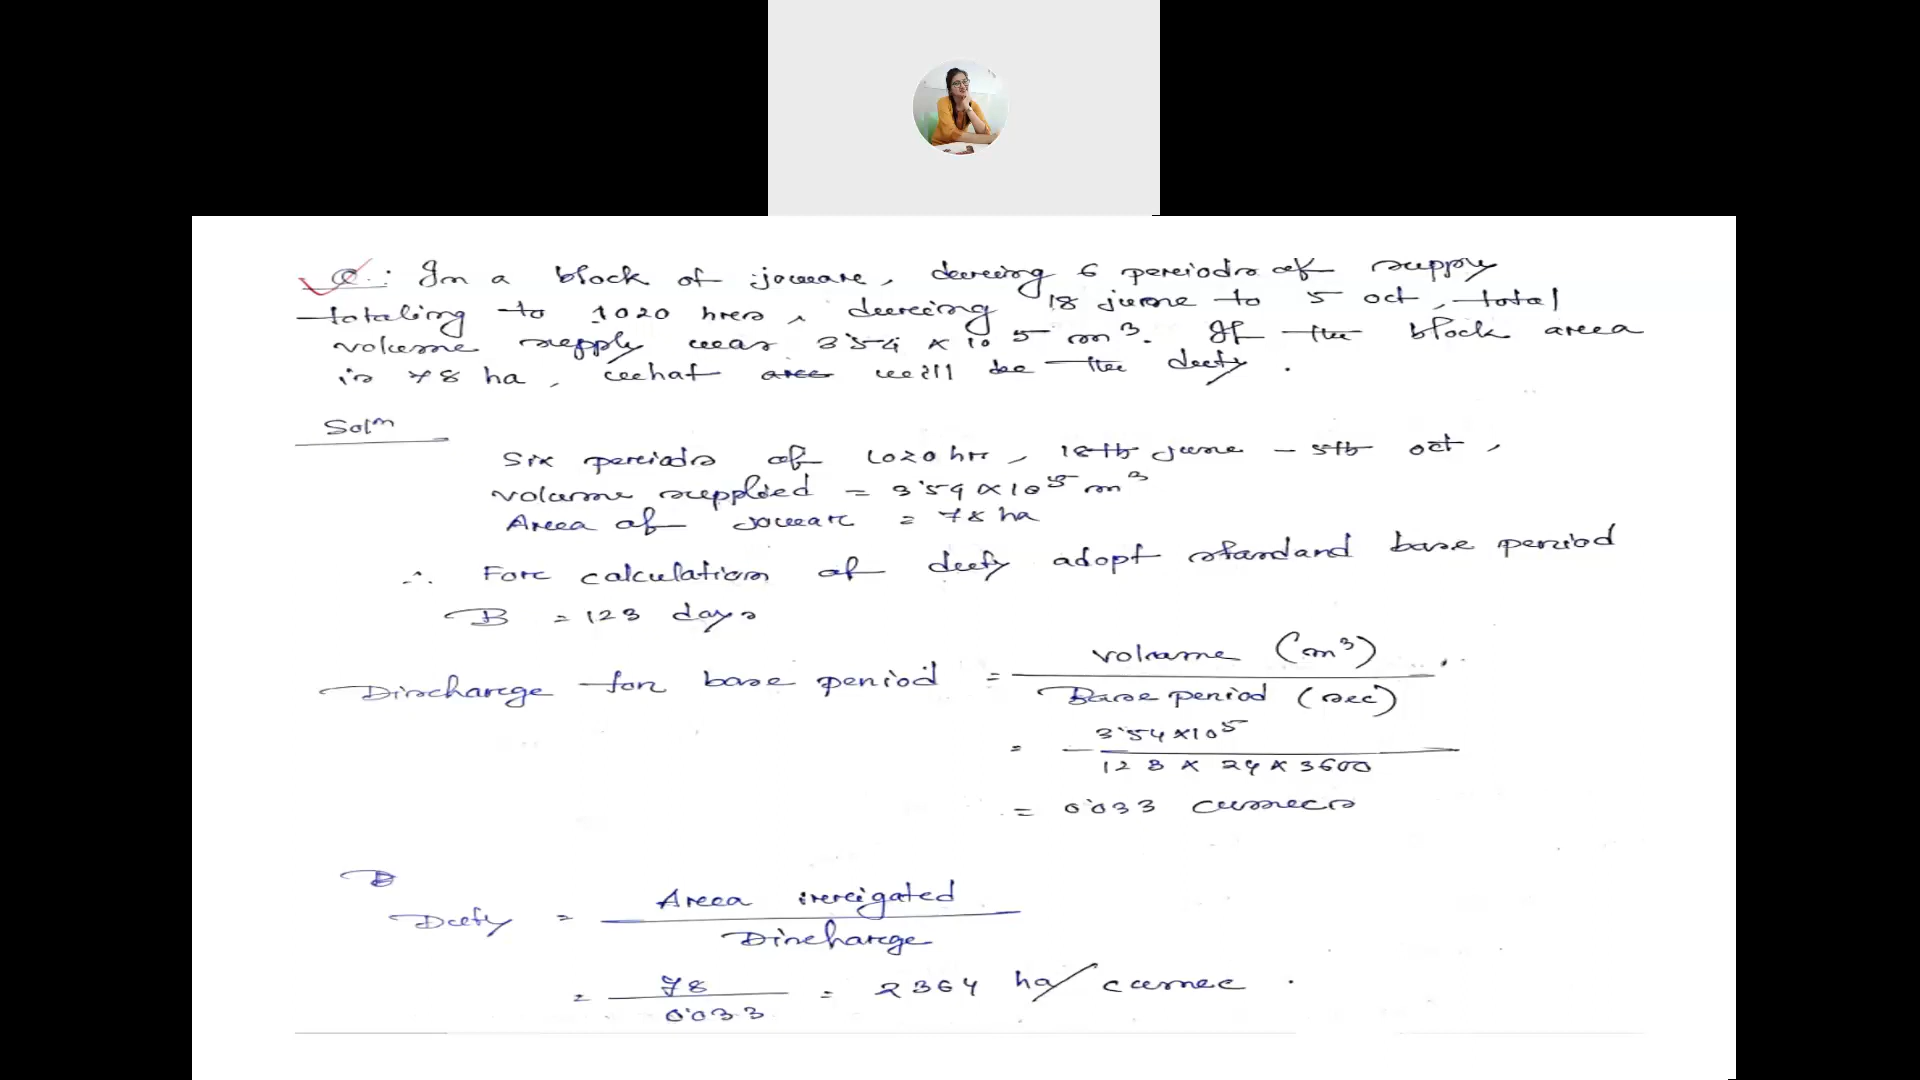 Q.: In a block of jowar, during 6 periods of supply
totaling to 1020 hrs, during 18 june to 5 oct, total
volume supply was 3.54 × 10^5 m³. If the block area
is 78 ha, what are will be the duty.
Solⁿ
Six periods of 1020 hrs, 18th june - 5th oct,
volume supplied = 3.54 × 10^5 m³
Area of jowar = 78 ha
∴ For calculation of duty adopt standard base period
B = 123 days
Discharge for base period = volume (m³) / Base period (sec)
= 3.54×10^5 / 123 × 24 × 3600
= 0.033 cumecs
D
Duty = Area irrigated / Discharge
= 78 / 0.033 = 2364 ha/cumec.